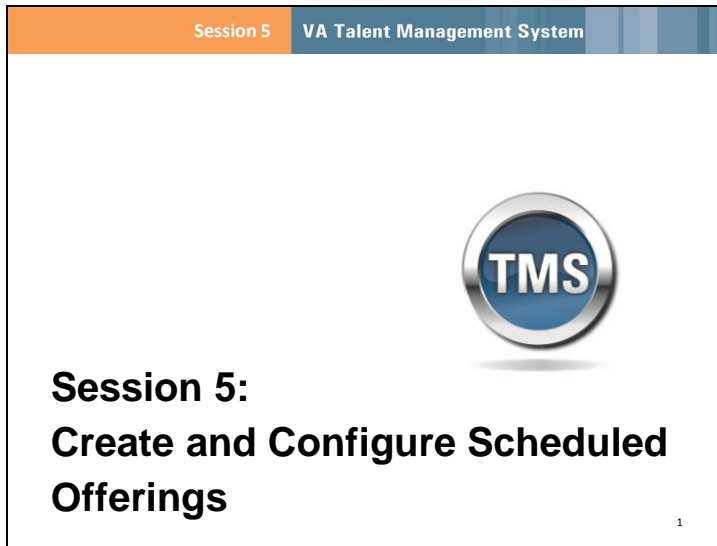 Session 5
VA Talent Management System
TMS
Session 5:
Create and Configure Scheduled
Offerings
1